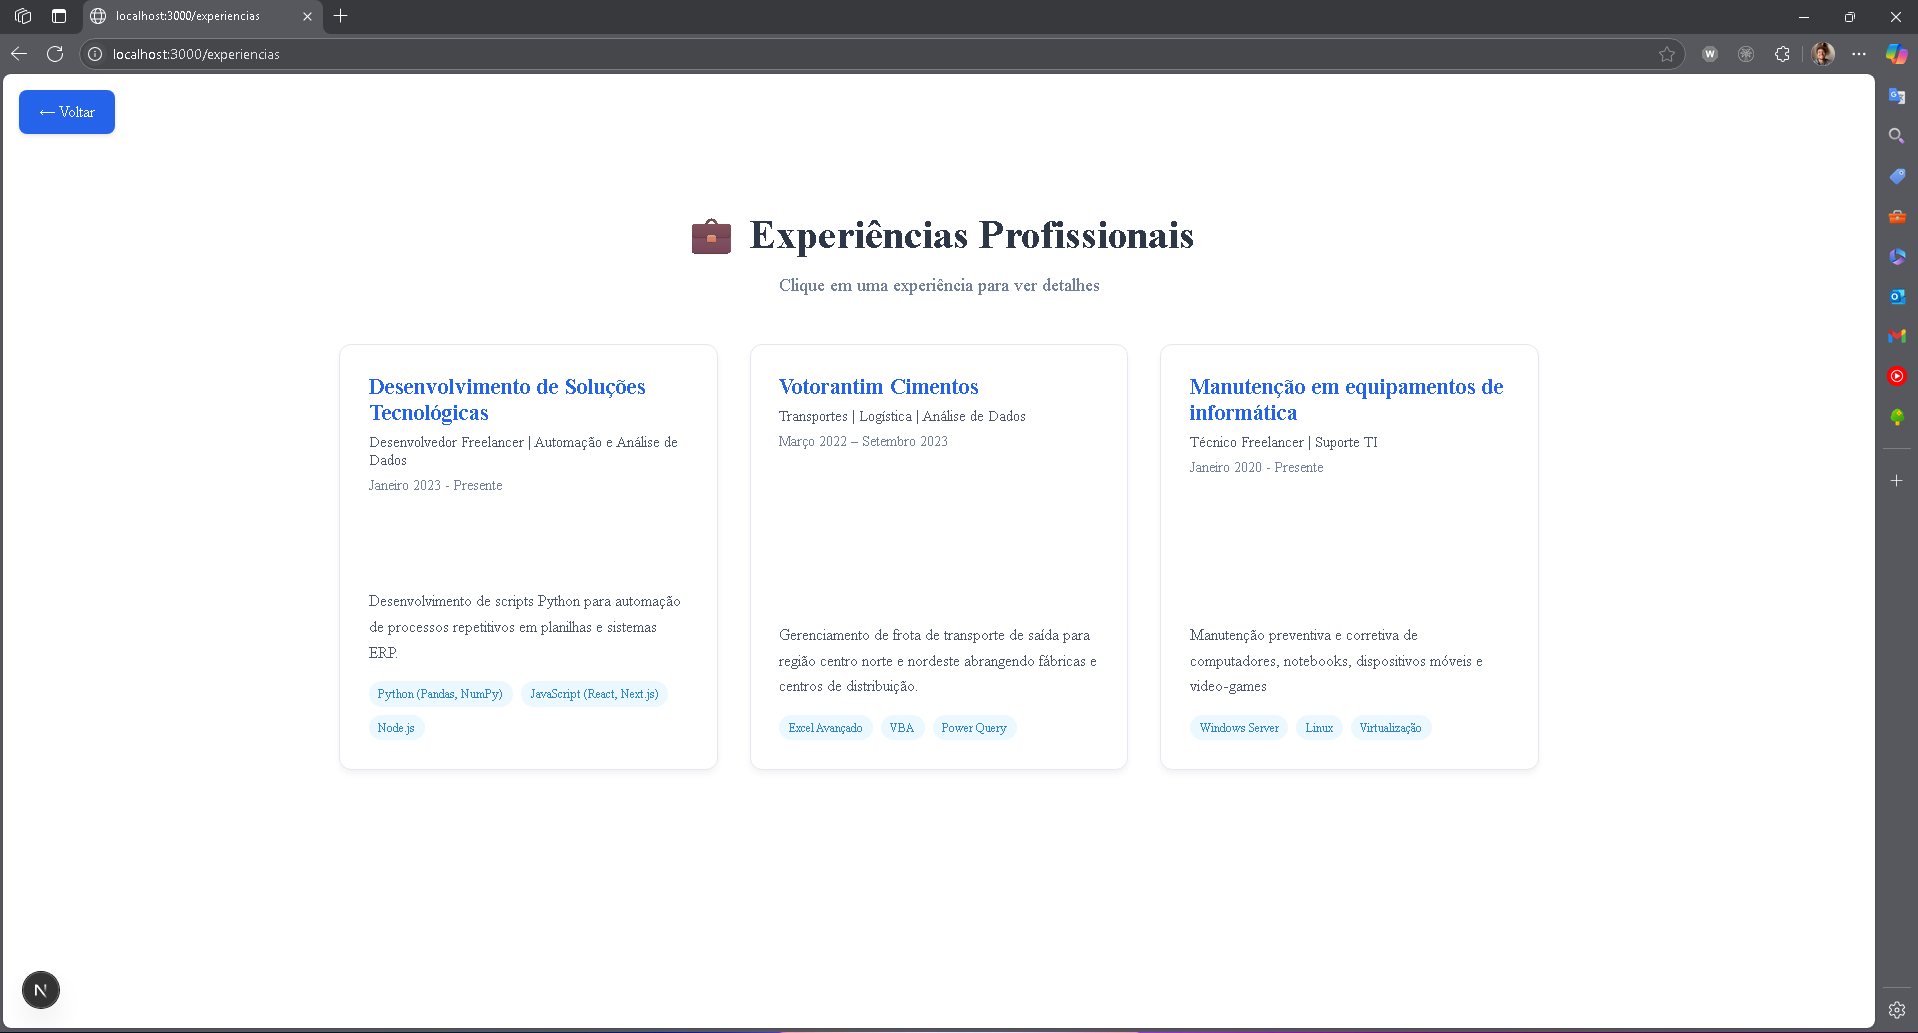 localhost:3000/experiencias
localhost:3000/experiencias
W
← Voltar
Experiências Profissionais
Clique em uma experiência para ver detalhes
Desenvolvimento de Soluções
Tecnológicas
Desenvolvedor Freelancer | Automação e Análise de
Dados
Janeiro 2023 - Presente
Desenvolvimento de scripts Python para automação
de processos repetitivos em planilhas e sistemas
ERP.
Python (Pandas, NumPy) JavaScript (React, Next.js)
Node.js
Votorantim Cimentos
Transportes | Logística | Análise de Dados
Março 2022 – Setembro 2023
Gerenciamento de frota de transporte de saída para
região centro norte e nordeste abrangendo fábricas e
centros de distribuição.
Excel Avançado VBA Power Query
Manutenção em equipamentos de
informática
Técnico Freelancer | Suporte TI
Janeiro 2020 - Presente
Manutenção preventiva e corretiva de
computadores, notebooks, dispositivos móveis e
video-games
Windows Server Linux Virtualização
N